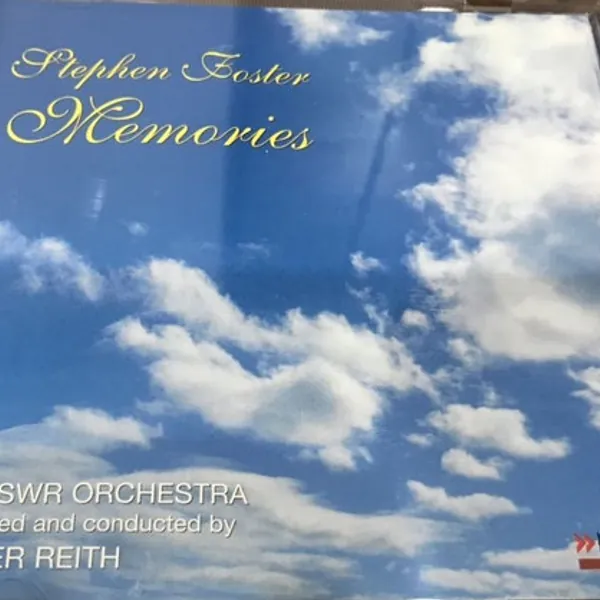 Stephen Foster
Memories
SWR ORCHESTRA
ed and conducted by
ER REITH